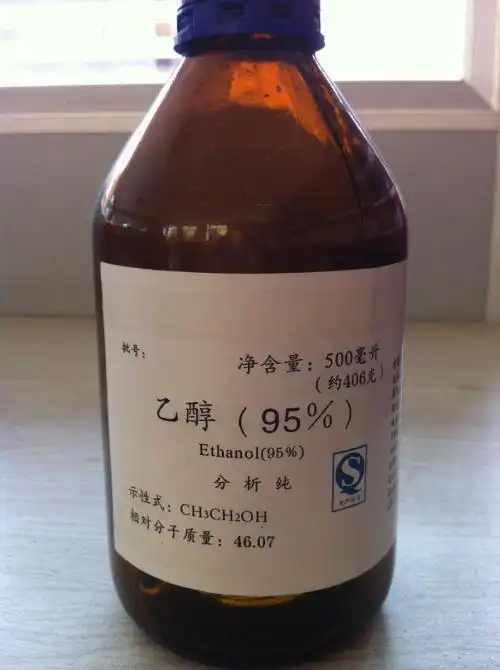 批号：
净含量：500毫升
（约406克）
乙醇（95%）
Ethanol(95%)
分析纯
示性式：CH3CH2OH
相对分子质量：46.07